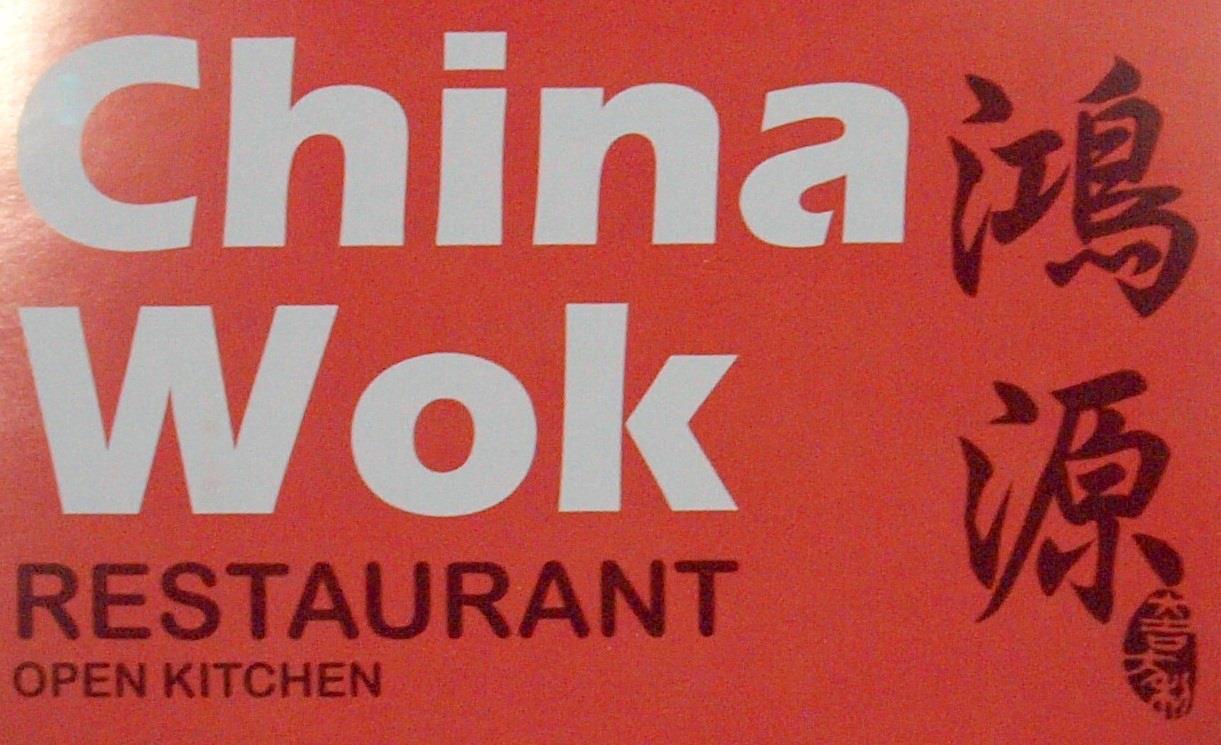 China
Wok
RESTAURANT
OPEN KITCHEN
鴻
源